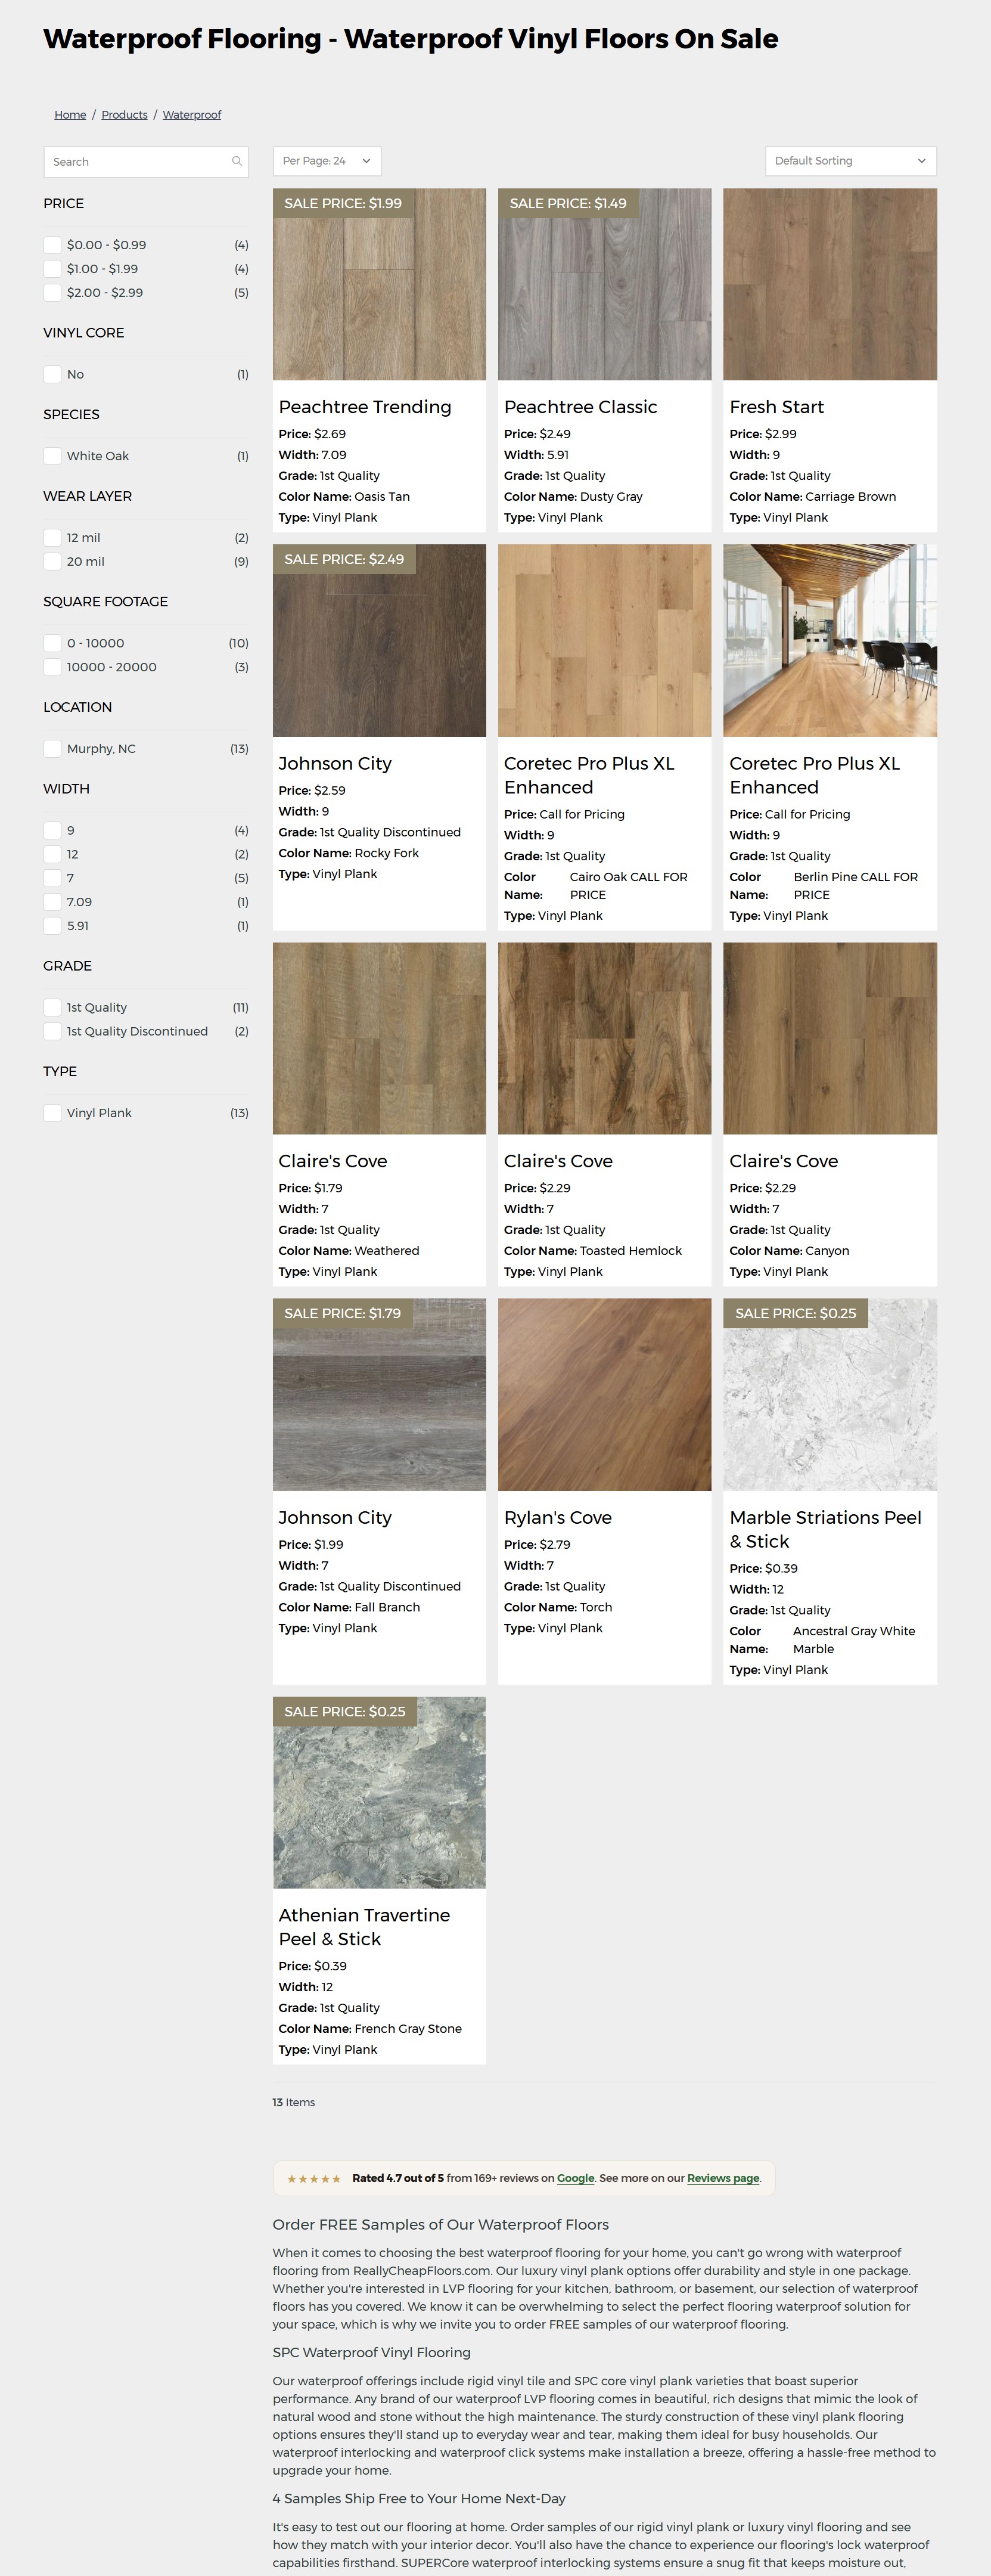 Waterproof Flooring - Waterproof Vinyl Floors On Sale
Home / Products / Waterproof
Search
PRICE
$0.00 - $0.99 (4)
$1.00 - $1.99 (4)
$2.00 - $2.99 (5)
VINYL CORE
No (1)
SPECIES
White Oak (1)
WEAR LAYER
12 mil (2)
20 mil (9)
SQUARE FOOTAGE
0 - 10000 (10)
10000 - 20000 (3)
LOCATION
Murphy, NC (13)
WIDTH
9 (4)
12 (2)
7 (5)
7.09 (1)
5.91 (1)
GRADE
1st Quality (11)
1st Quality Discontinued (2)
TYPE
Vinyl Plank (13)
Per Page: 24
Default Sorting
SALE PRICE: $1.99
Peachtree Trending
Price: $2.69
Width: 7.09
Grade: 1st Quality
Color Name: Oasis Tan
Type: Vinyl Plank
SALE PRICE: $1.49
Peachtree Classic
Price: $2.49
Width: 5.91
Grade: 1st Quality
Color Name: Dusty Gray
Type: Vinyl Plank
Fresh Start
Price: $2.99
Width: 9
Grade: 1st Quality
Color Name: Carriage Brown
Type: Vinyl Plank
SALE PRICE: $2.49
Johnson City
Price: $2.59
Width: 9
Grade: 1st Quality Discontinued
Color Name: Rocky Fork
Type: Vinyl Plank
Coretec Pro Plus XL
Enhanced
Price: Call for Pricing
Width: 9
Grade: 1st Quality
Color Cairo Oak CALL FOR
Name: PRICE
Type: Vinyl Plank
Coretec Pro Plus XL
Enhanced
Price: Call for Pricing
Width: 9
Grade: 1st Quality
Color Berlin Pine CALL FOR
Name: PRICE
Type: Vinyl Plank
Claire's Cove
Price: $1.79
Width: 7
Grade: 1st Quality
Color Name: Weathered
Type: Vinyl Plank
Claire's Cove
Price: $2.29
Width: 7
Grade: 1st Quality
Color Name: Toasted Hemlock
Type: Vinyl Plank
Claire's Cove
Price: $2.29
Width: 7
Grade: 1st Quality
Color Name: Canyon
Type: Vinyl Plank
SALE PRICE: $1.79
Johnson City
Price: $1.99
Width: 7
Grade: 1st Quality Discontinued
Color Name: Fall Branch
Type: Vinyl Plank
Rylan's Cove
Price: $2.79
Width: 7
Grade: 1st Quality
Color Name: Torch
Type: Vinyl Plank
SALE PRICE: $0.25
Marble Striations Peel
& Stick
Price: $0.39
Width: 12
Grade: 1st Quality
Color Ancestral Gray White
Name: Marble
Type: Vinyl Plank
SALE PRICE: $0.25
Athenian Travertine
Peel & Stick
Price: $0.39
Width: 12
Grade: 1st Quality
Color Name: French Gray Stone
Type: Vinyl Plank
13 Items
★★★★★ Rated 4.7 out of 5 from 169+ reviews on Google. See more on our Reviews page.
Order FREE Samples of Our Waterproof Floors
When it comes to choosing the best waterproof flooring for your home, you can't go wrong with waterproof
flooring from ReallyCheapFloors.com. Our luxury vinyl plank options offer durability and style in one package.
Whether you're interested in LVP flooring for your kitchen, bathroom, or basement, our selection of waterproof
floors has you covered. We know it can be overwhelming to select the perfect flooring waterproof solution for
your space, which is why we invite you to order FREE samples of our waterproof flooring.
SPC Waterproof Vinyl Flooring
Our waterproof offerings include rigid vinyl tile and SPC core vinyl plank varieties that boast superior
performance. Any brand of our waterproof LVP flooring comes in beautiful, rich designs that mimic the look of
natural wood and stone without the high maintenance. The sturdy construction of these vinyl plank flooring
options ensures they'll stand up to everyday wear and tear, making them ideal for busy households. Our
waterproof interlocking and waterproof click systems make installation a breeze, offering a hassle-free method to
upgrade your home.
4 Samples Ship Free to Your Home Next-Day
It's easy to test out our flooring at home. Order samples of our rigid vinyl plank or luxury vinyl flooring and see
how they match with your interior decor. You'll also have the chance to experience our flooring's lock waterproof
capabilities firsthand. SUPERCore waterproof interlocking systems ensure a snug fit that keeps moisture out,